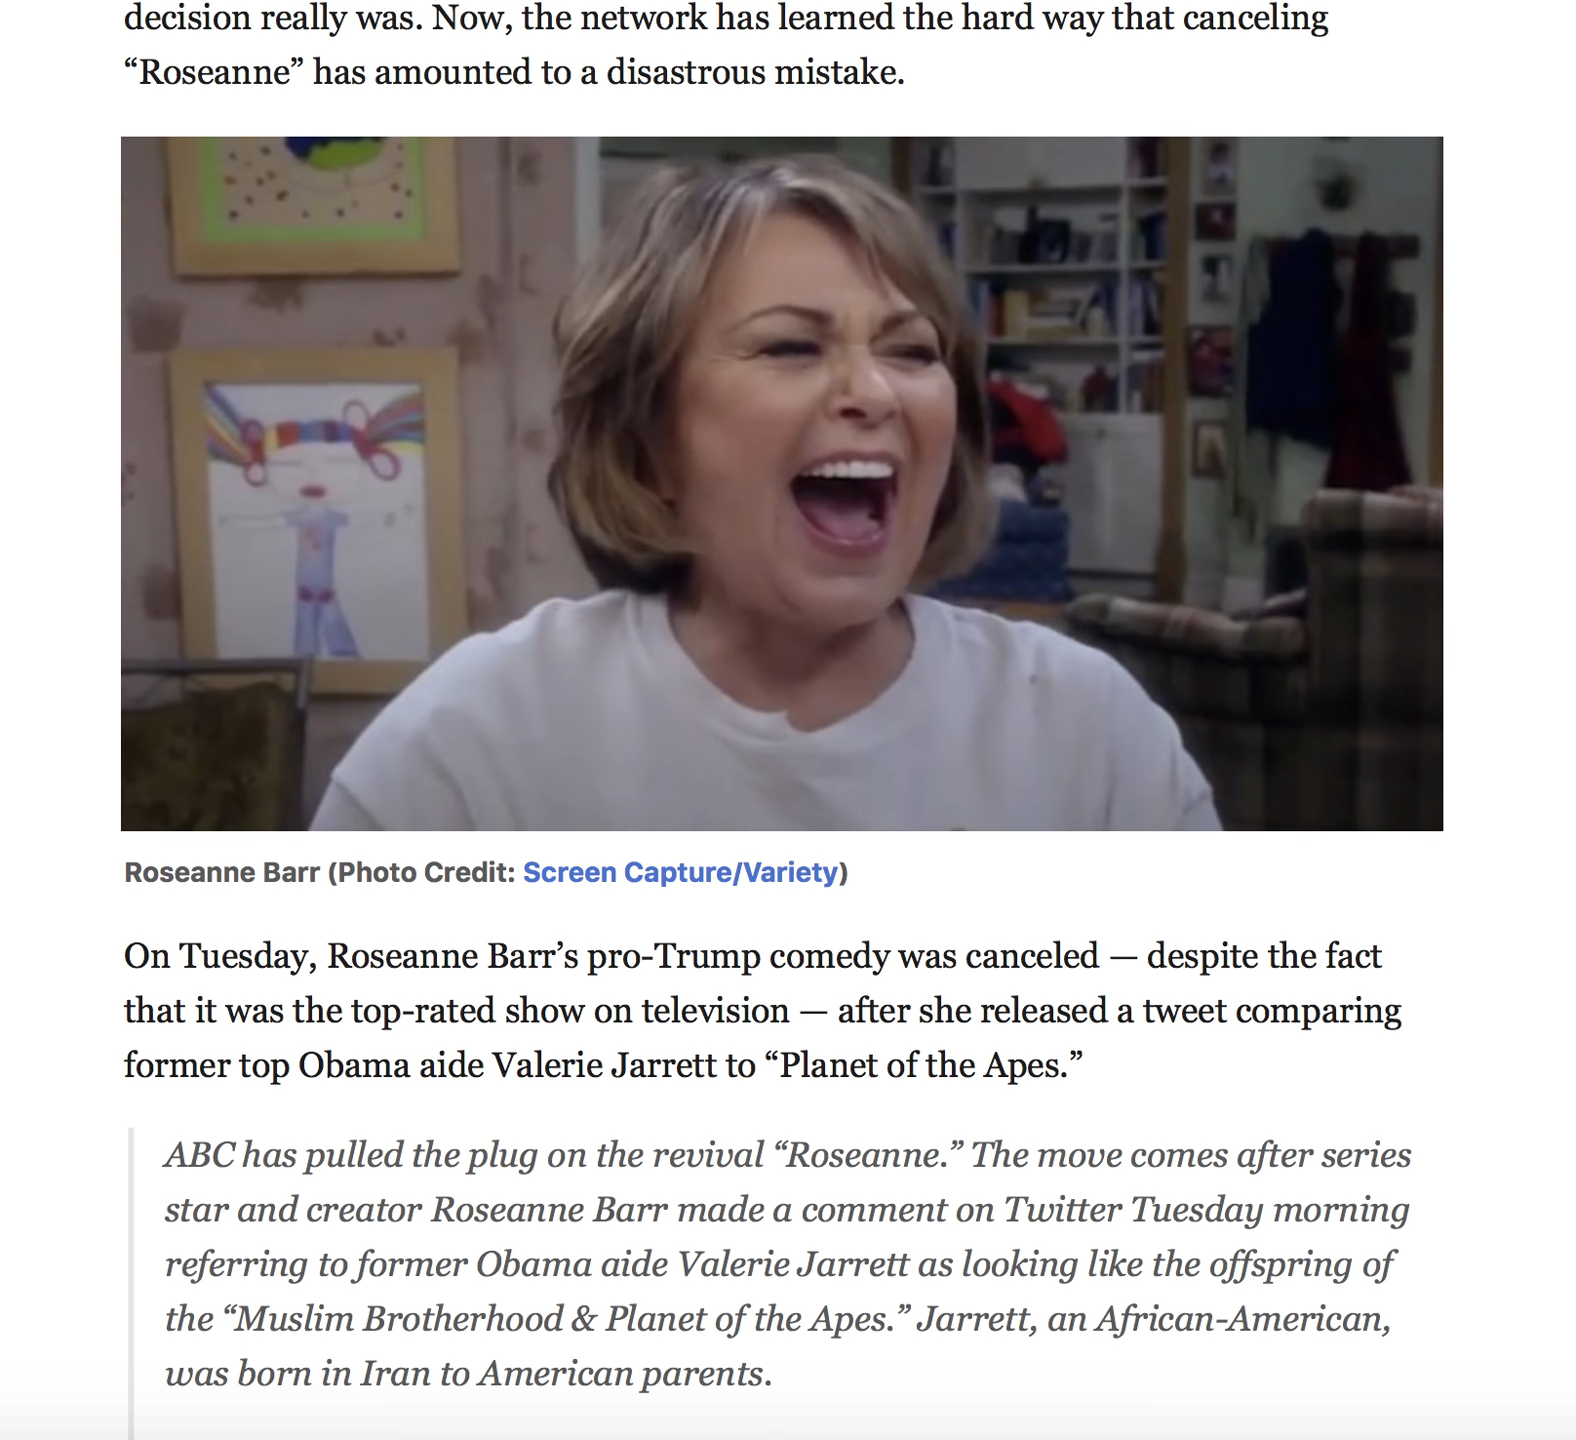 decision really was. Now, the network has learned the hard way that canceling
“Roseanne” has amounted to a disastrous mistake.
Roseanne Barr (Photo Credit: Screen Capture/Variety)
On Tuesday, Roseanne Barr’s pro-Trump comedy was canceled — despite the fact
that it was the top-rated show on television — after she released a tweet comparing
former top Obama aide Valerie Jarrett to “Planet of the Apes.”
ABC has pulled the plug on the revival “Roseanne.” The move comes after series
star and creator Roseanne Barr made a comment on Twitter Tuesday morning
referring to former Obama aide Valerie Jarrett as looking like the offspring of
the “Muslim Brotherhood & Planet of the Apes.” Jarrett, an African-American,
was born in Iran to American parents.